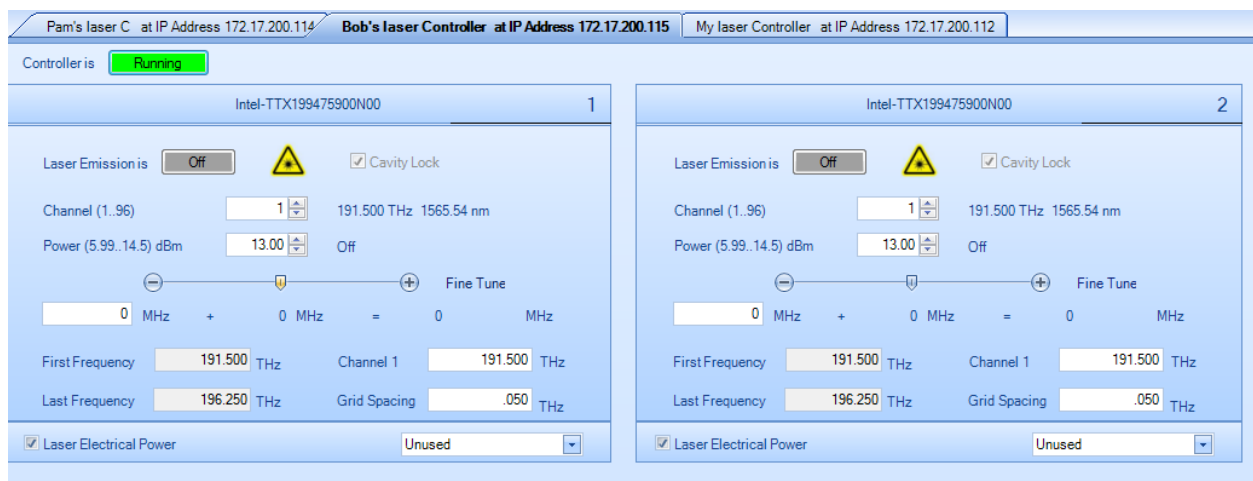 Pam's laser C at IP Address 172.17.200.114 Bob's laser Controller at IP Address 172.17.200.115 My laser Controller at IP Address 172.17.200.112
Controller is Running
Intel-TTX199475900N00 1
Laser Emission is Off Cavity Lock
Channel (1..96) 1 191.500 THz 1565.54 nm
Power (5.99..14.5) dBm 13.00 Off
Fine Tune
0 MHz + 0 MHz = 0 MHz
First Frequency 191.500 THz Channel 1 191.500 THz
Last Frequency 196.250 THz Grid Spacing .050 THz
Laser Electrical Power Unused
Intel-TTX199475900N00 2
Laser Emission is Off Cavity Lock
Channel (1..96) 1 191.500 THz 1565.54 nm
Power (5.99..14.5) dBm 13.00 Off
Fine Tune
0 MHz + 0 MHz = 0 MHz
First Frequency 191.500 THz Channel 1 191.500 THz
Last Frequency 196.250 THz Grid Spacing .050 THz
Laser Electrical Power Unused